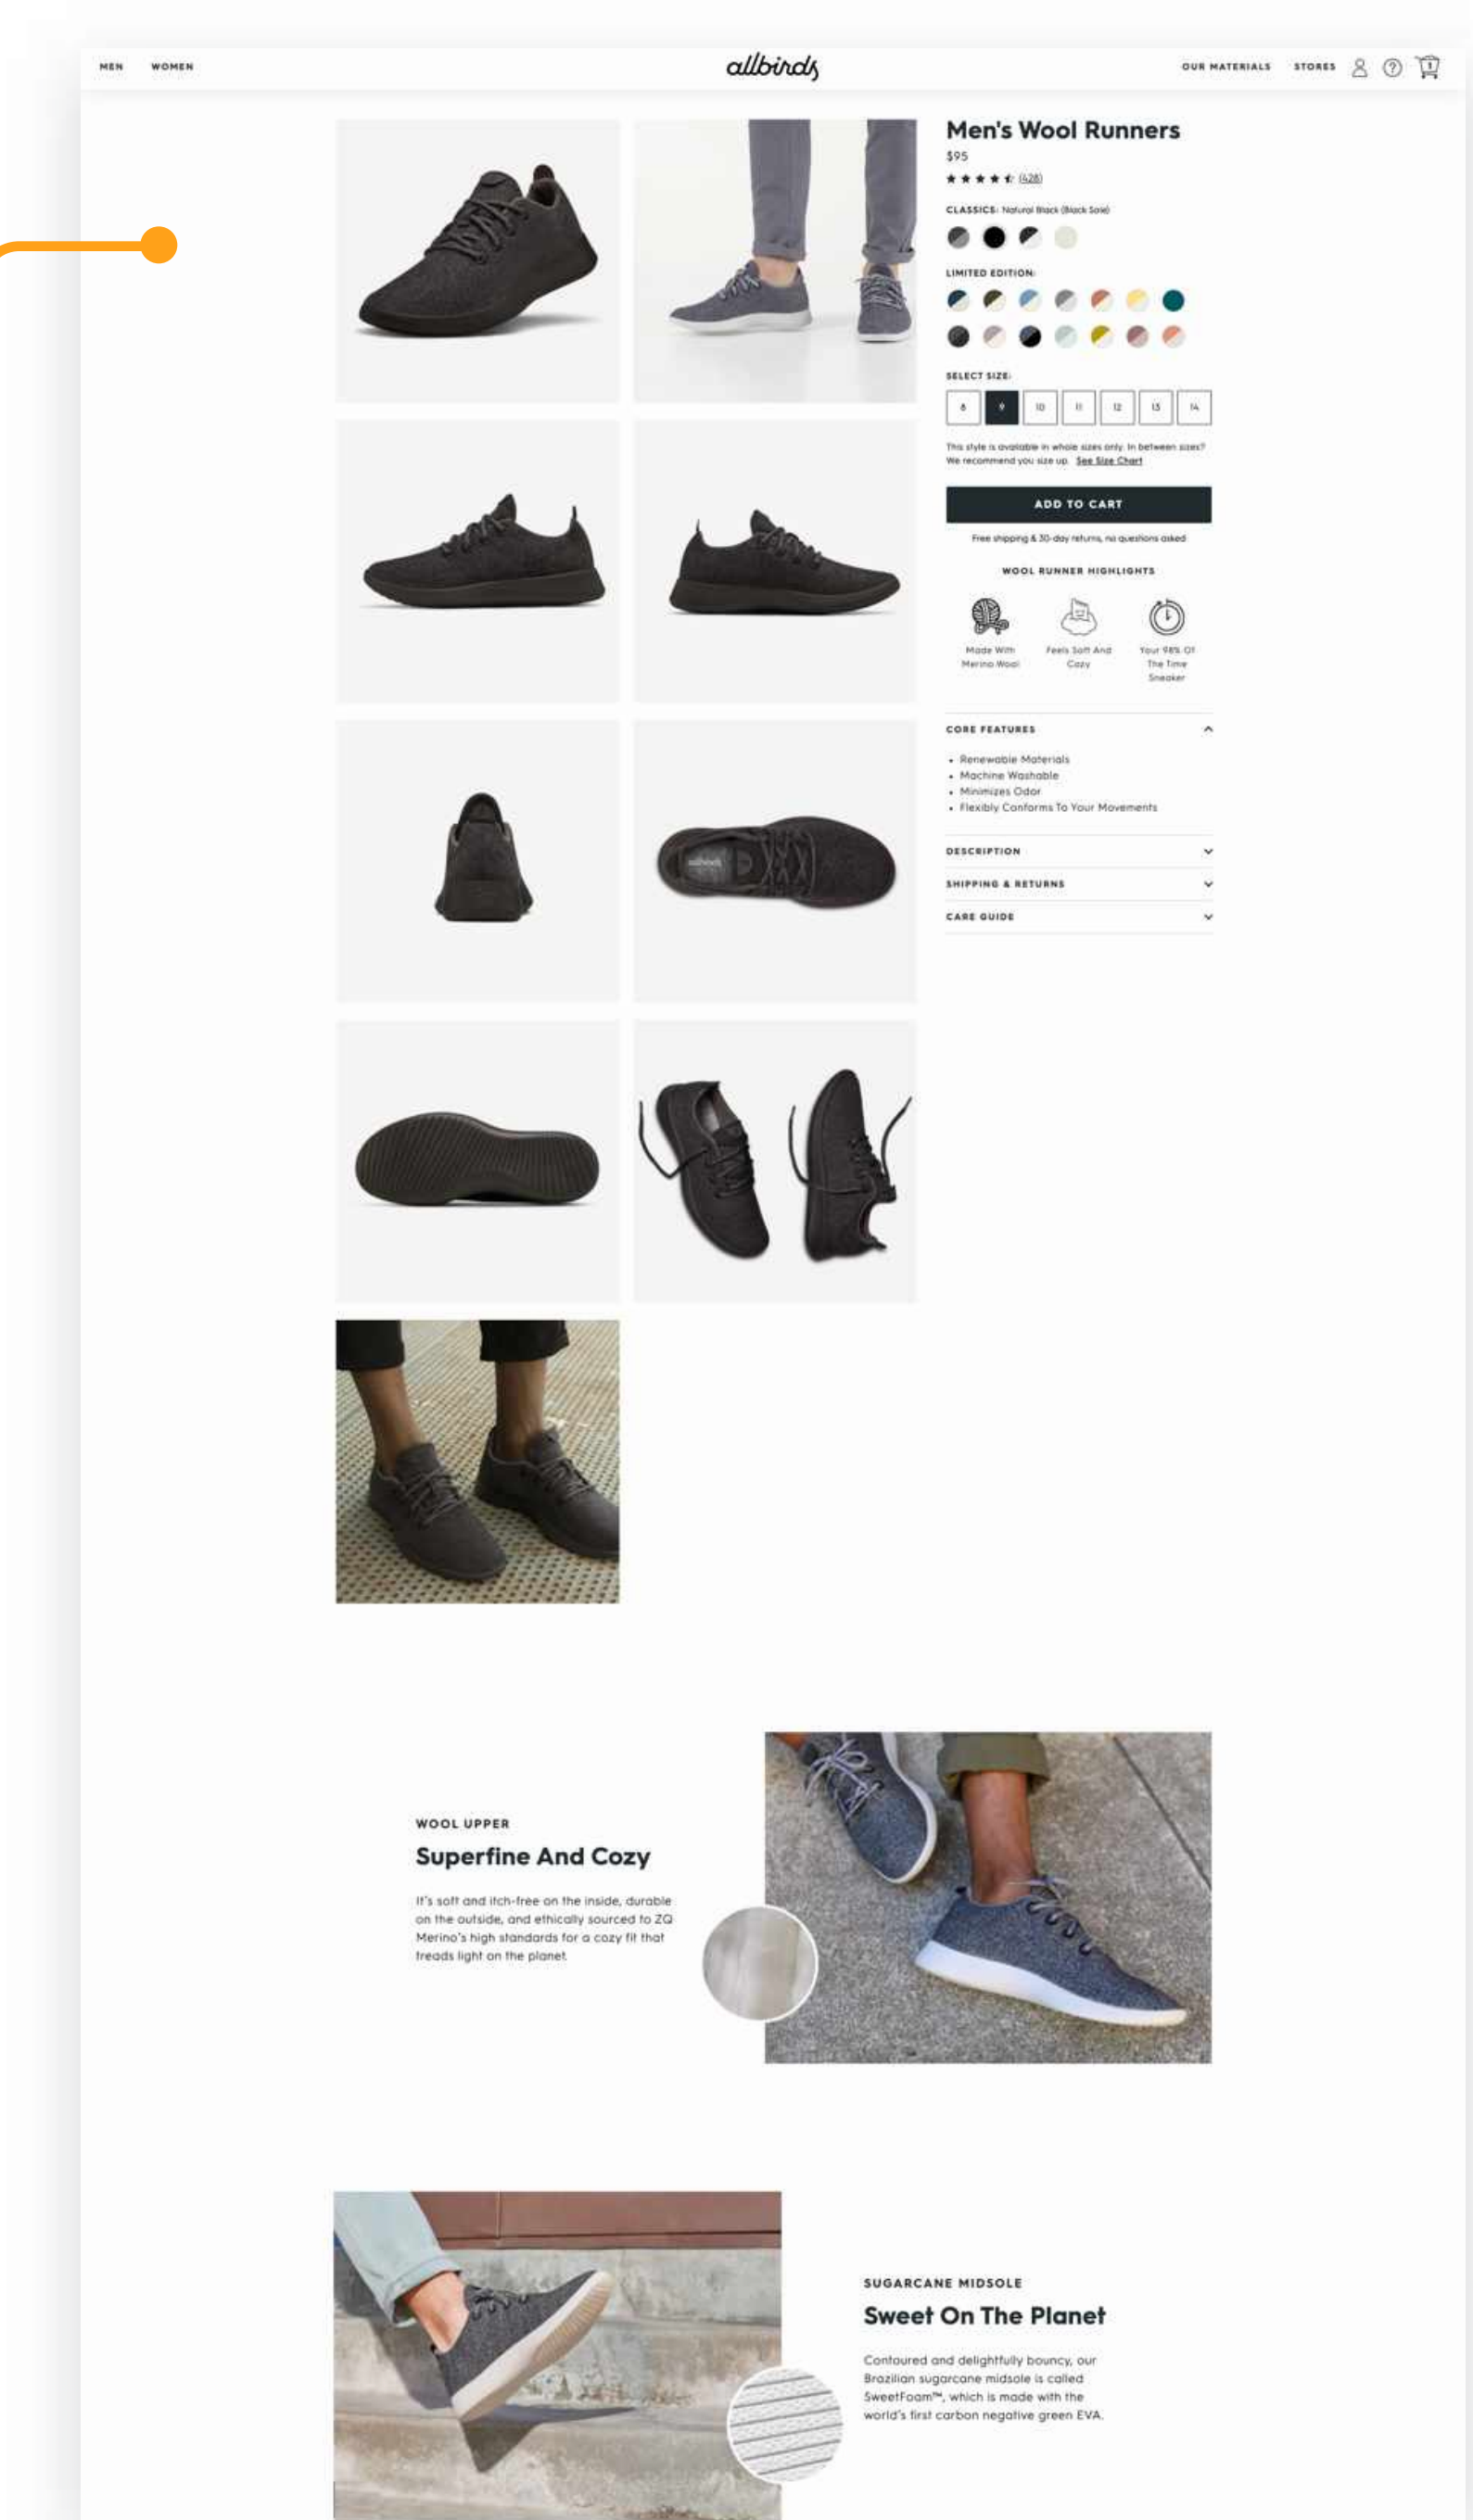 MEN WOMEN allbirds OUR MATERIALS STORES ? 1
Men's Wool Runners
$95
(428)
CLASSICS: Natural Black (Black Sole)
LIMITED EDITION:
SELECT SIZE:
8 9 10 11 12 13 14
This style is available in whole sizes only. In between sizes?
We recommend you size up. See Size Chart
ADD TO CART
Free shipping & 30-day returns, no questions asked
WOOL RUNNER HIGHLIGHTS
Made With
Merino Wool
Feels Soft And
Cozy
Your 98% Of
The Time
Sneaker
CORE FEATURES
• Renewable Materials
• Machine Washable
• Minimizes Odor
• Flexibly Conforms To Your Movements
DESCRIPTION
SHIPPING & RETURNS
CARE GUIDE
allbirds
WOOL UPPER
Superfine And Cozy
It's soft and itch-free on the inside, durable
on the outside, and ethically sourced to ZQ
Merino's high standards for a cozy fit that
treads light on the planet.
SUGARCANE MIDSOLE
Sweet On The Planet
Contoured and delightfully bouncy, our
Brazilian sugarcane midsole is called
SweetFoam™, which is made with the
world's first carbon negative green EVA.